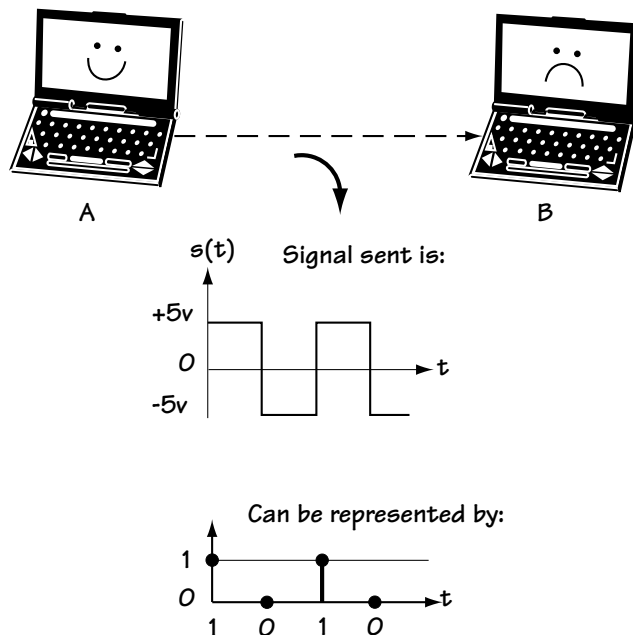 A
B
s(t)
Signal sent is:
+5v
0
t
-5v
Can be represented by:
1
0
t
1 0 1 0